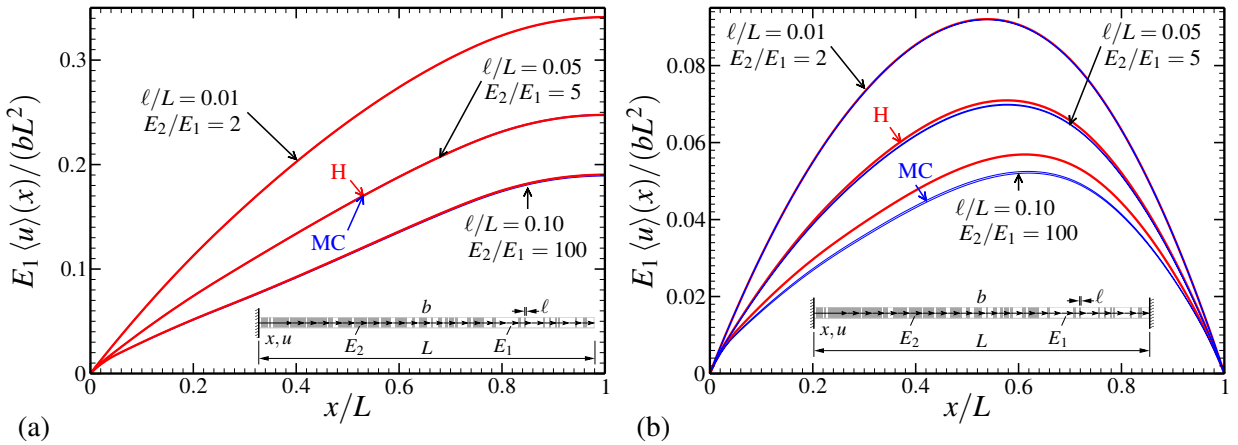 E₁ ⟨u⟩(x)/(bL²)
0.3
0.2
0.1
0
ℓ/L = 0.01
E₂/E₁ = 2
ℓ/L = 0.05
E₂/E₁ = 5
H
MC
ℓ/L = 0.10
E₂/E₁ = 100
b
ℓ
x, u
E₂
E₁
L
0
0.2
0.4
0.6
0.8
1
x/L
(a)
E₁ ⟨u⟩(x)/(bL²)
0.08
0.06
0.04
0.02
0
ℓ/L = 0.01
E₂/E₁ = 2
ℓ/L = 0.05
E₂/E₁ = 5
H
MC
ℓ/L = 0.10
E₂/E₁ = 100
b
ℓ
x, u
E₂
E₁
L
0
0.2
0.4
0.6
0.8
1
x/L
(b)